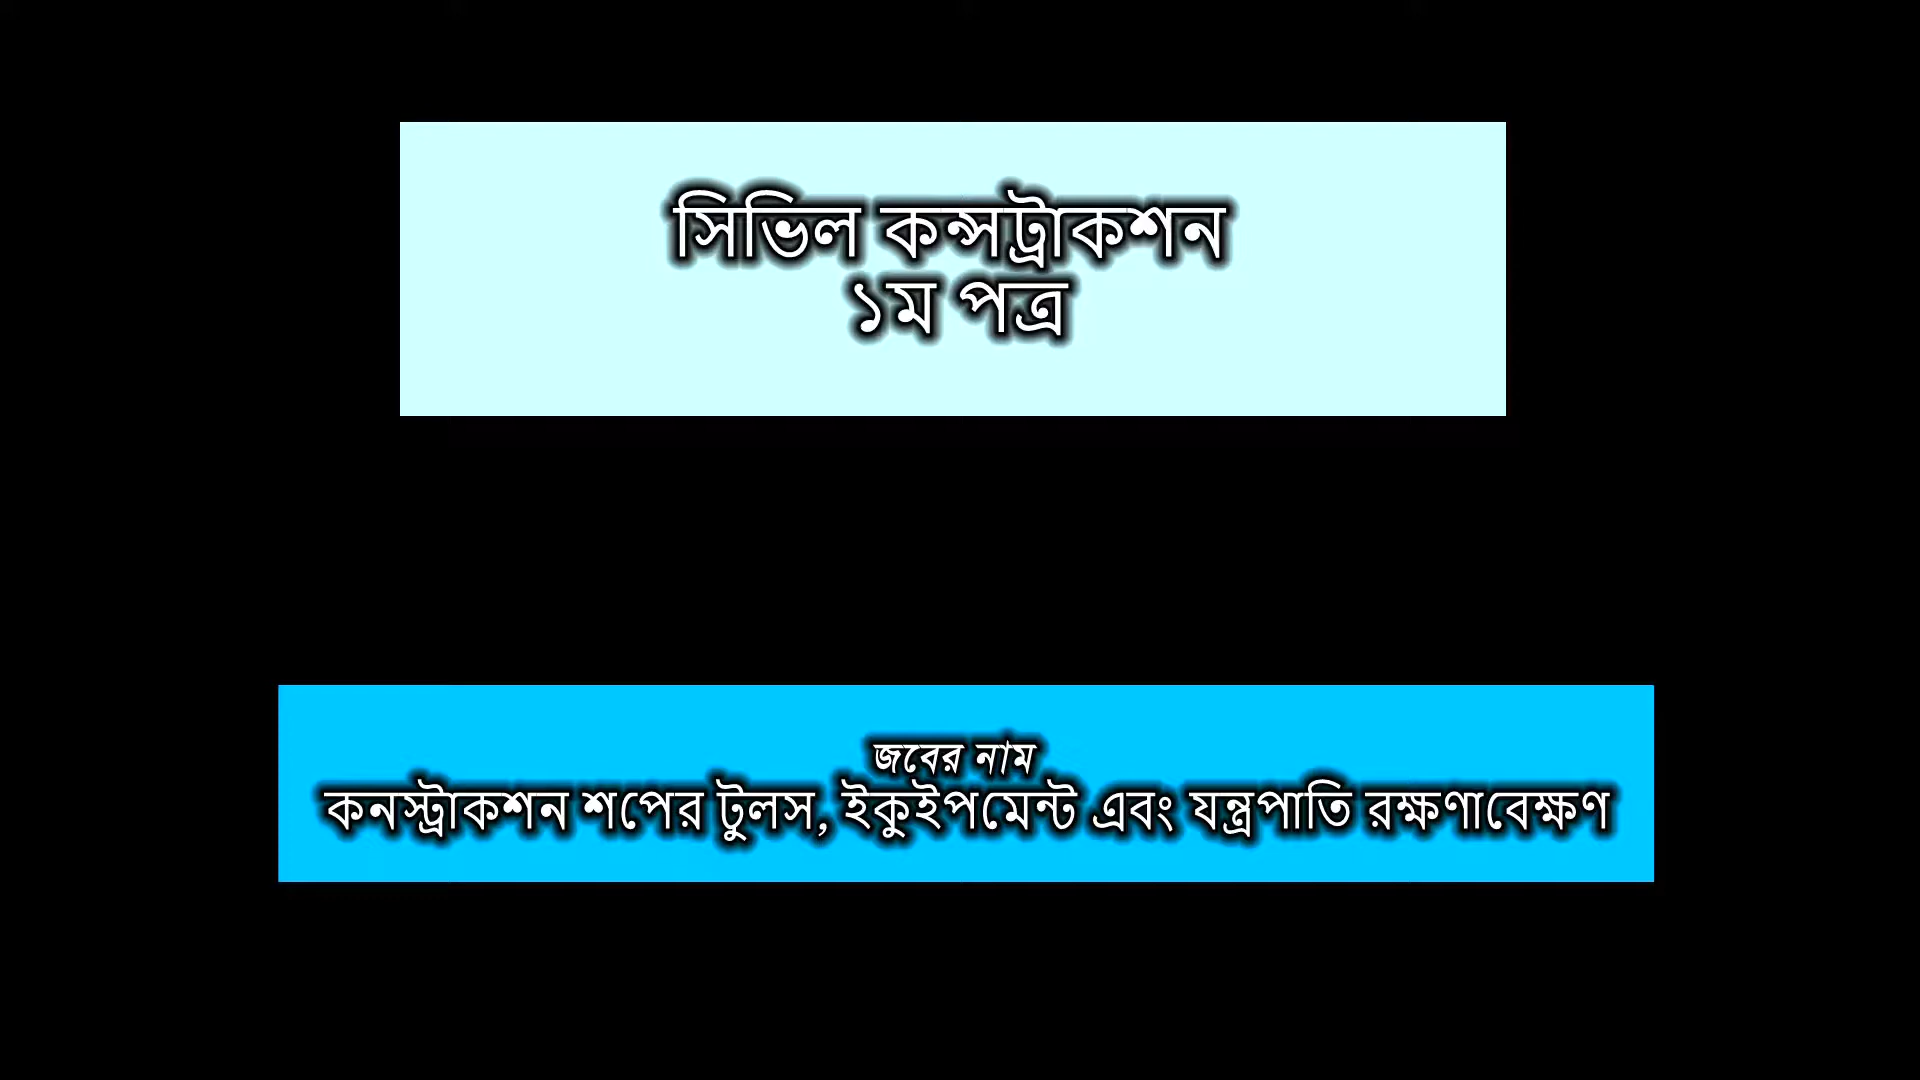 সিভিল কন্সট্রাকশন
১ম পত্র
জবের নাম
কনস্ট্রাকশন শপের টুলস, ইকুইপমেন্ট এবং যন্ত্রপাতি রক্ষণাবেক্ষণ